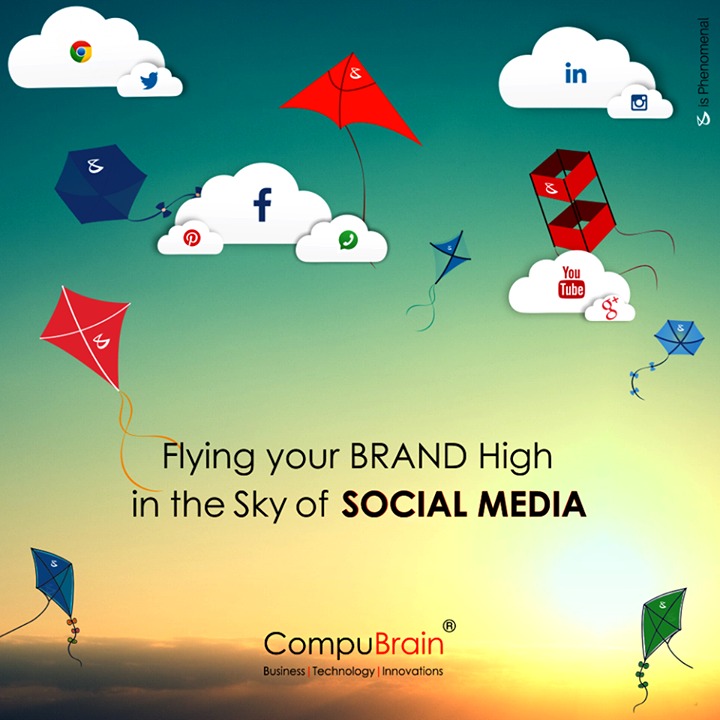 is Phenomenal
in
f
You
Tube
g+
Flying your BRAND High
in the Sky of SOCIAL MEDIA
CompuBrain®
Business|Technology|Innovations